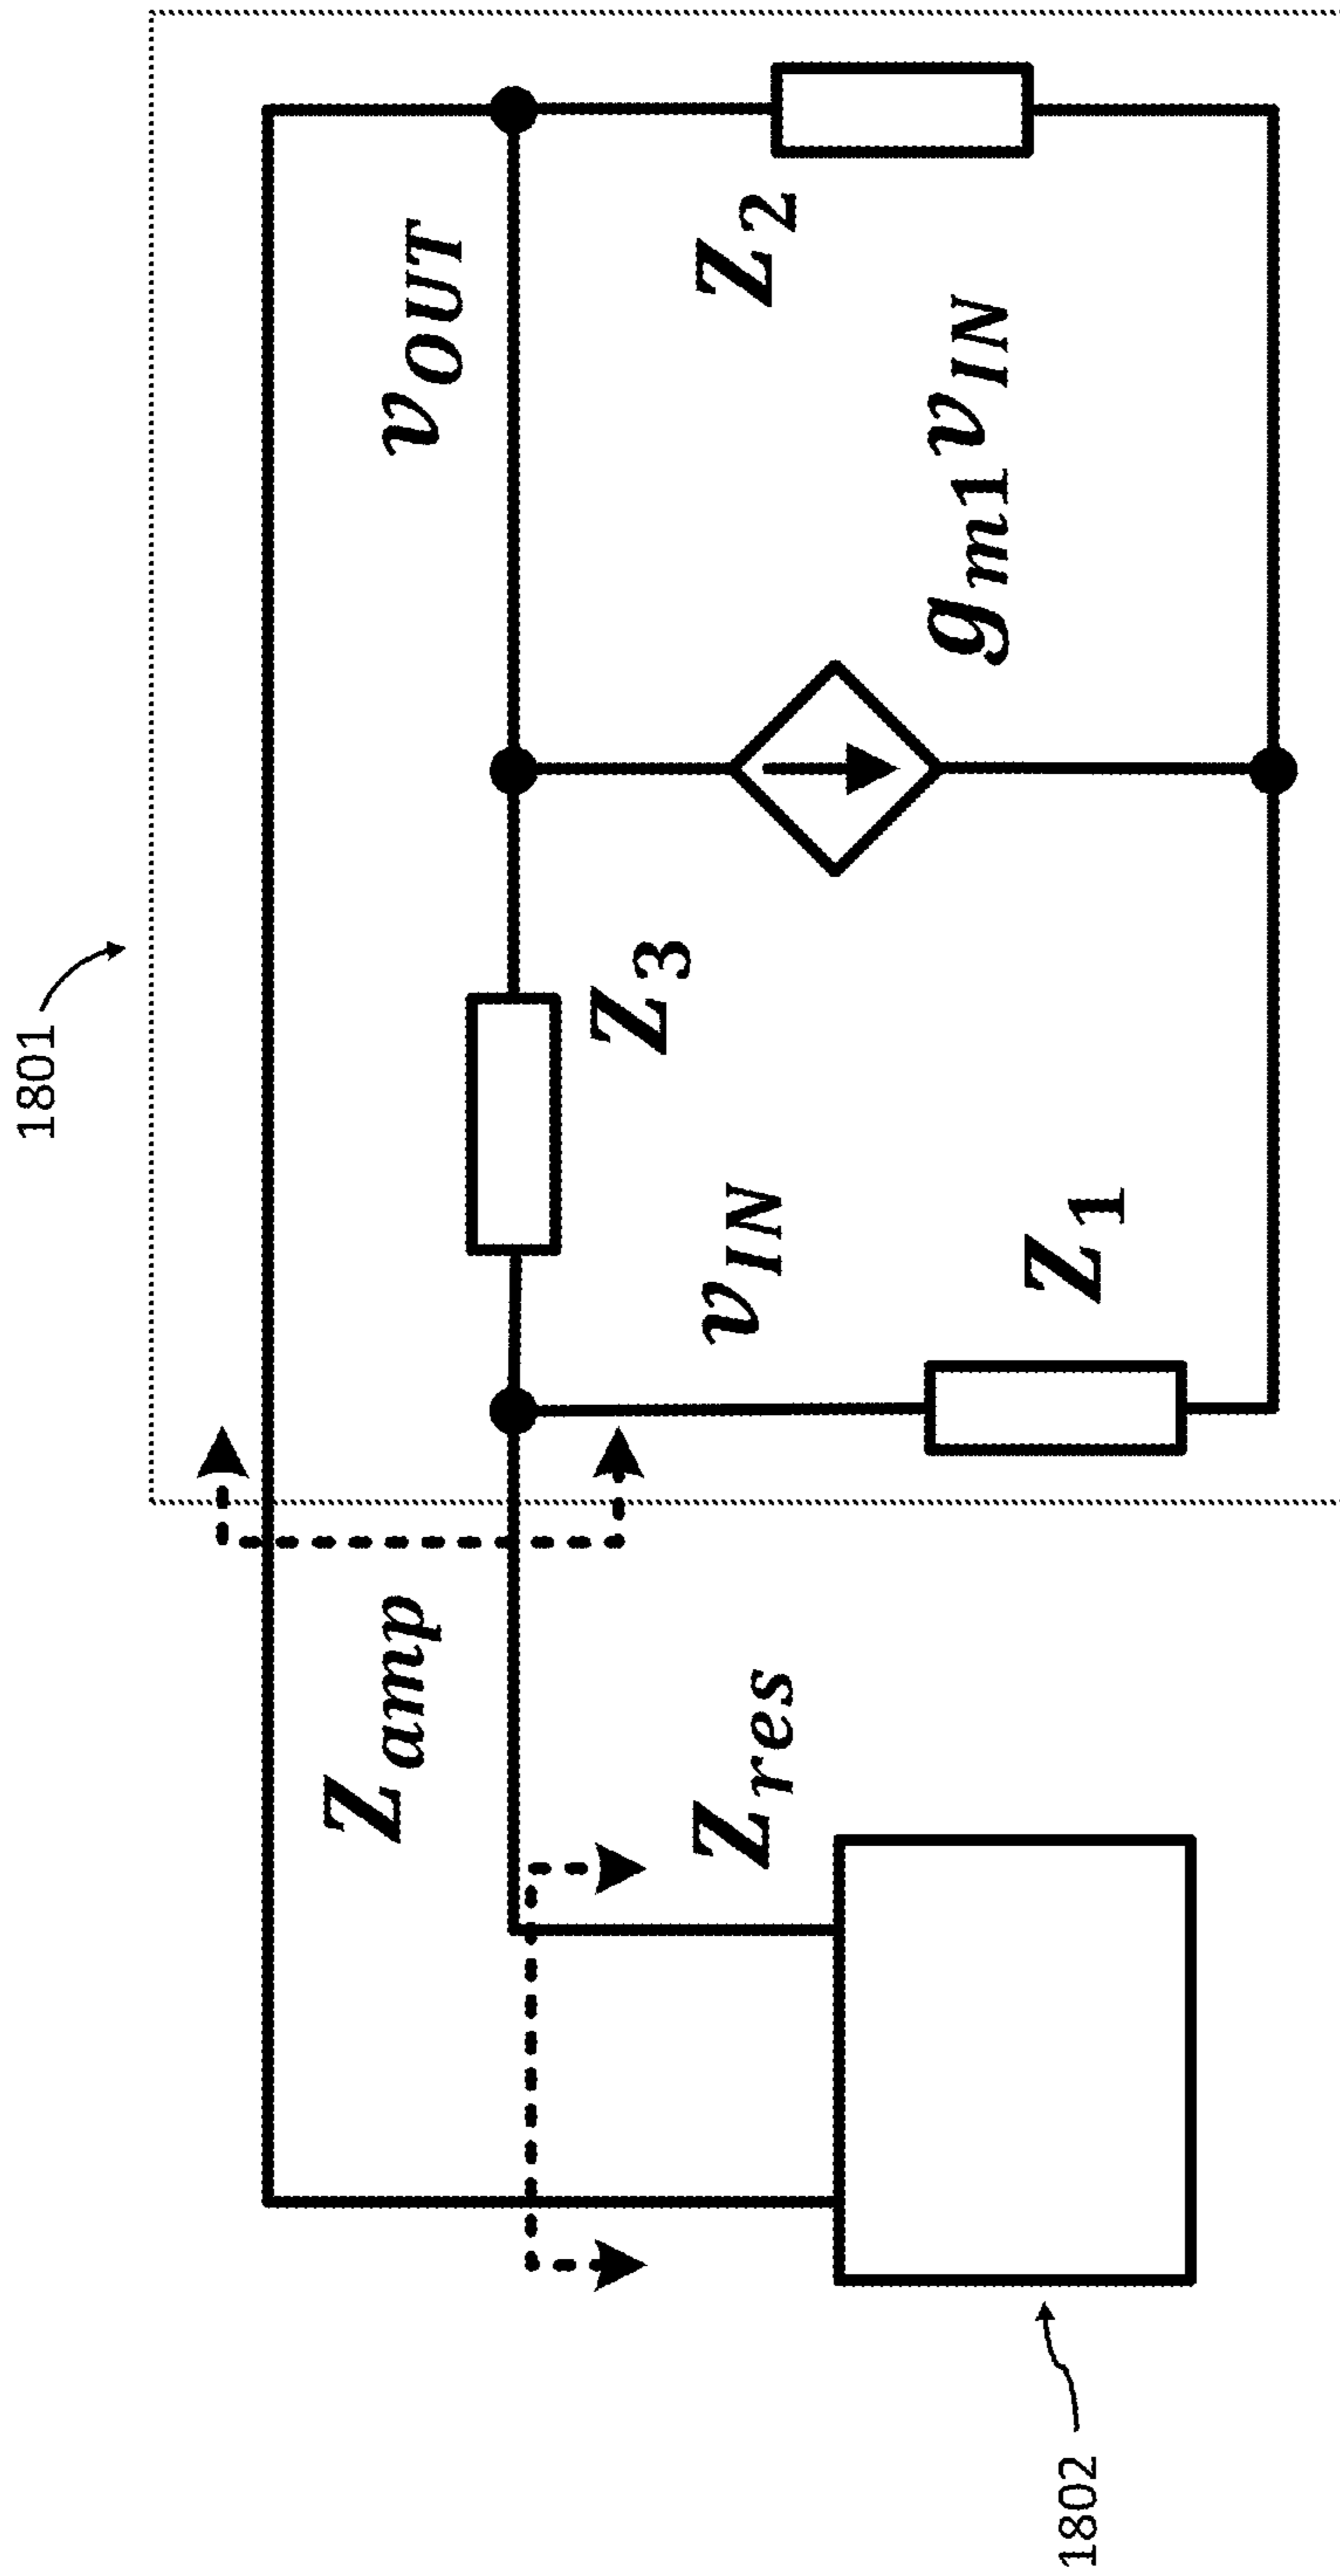 1801
v_OUT
Z_3
Z_2
Z_amp
v_IN
g_m1 v_IN
Z_res
Z_1
1802